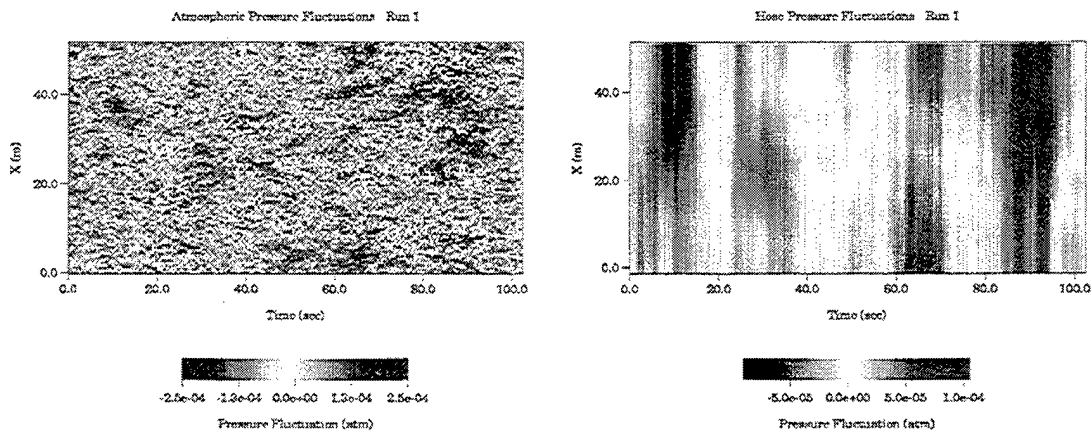 Atmospheric Pressure Fluctuations Run 1
40.0
20.0
0.0
X (m)
0.0 20.0 40.0 60.0 80.0 100.0
Time (sec)
-2.5e-04 -1.3e-04 0.0e+00 1.3e-04 2.5e-04
Pressure Fluctuation (atm)
Hose Pressure Fluctuations Run 1
40.0
20.0
0.0
X (m)
0.0 20.0 40.0 60.0 80.0 100.0
Time (sec)
-5.0e-05 0.0e+00 5.0e-05 1.0e-04
Pressure Fluctuation (atm)